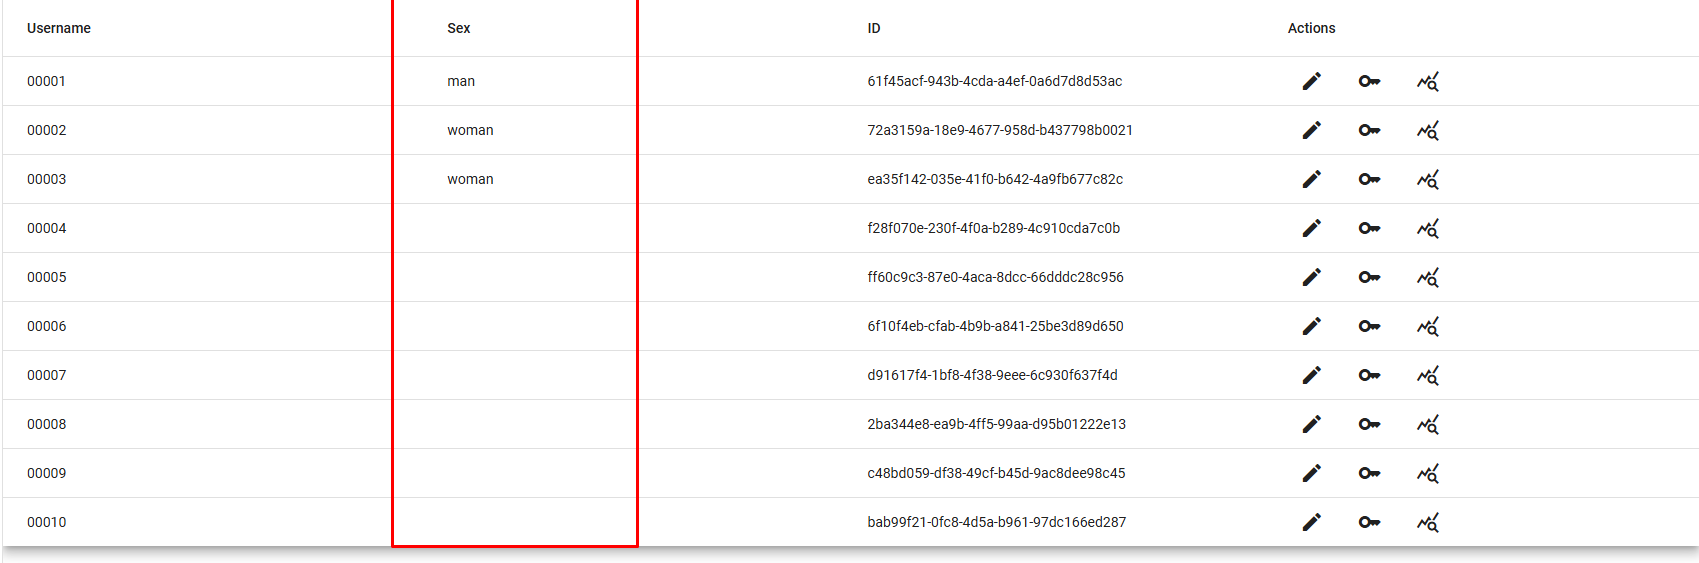 Username Sex ID Actions
00001 man 61f45acf-943b-4cda-a4ef-0a6d7d8d53ac
00002 woman 72a3159a-18e9-4677-958d-b437798b0021
00003 woman ea35f142-035e-41f0-b642-4a9fb677c82c
00004 f28f070e-230f-4f0a-b289-4c910cda7c0b
00005 ff60c9c3-87e0-4aca-8dcc-66dddc28c956
00006 6f10f4eb-cfab-4b9b-a841-25be3d89d650
00007 d91617f4-1bf8-4f38-9eee-6c930f637f4d
00008 2ba344e8-ea9b-4ff5-99aa-d95b01222e13
00009 c48bd059-df38-49cf-b45d-9ac8dee98c45
00010 bab99f21-0fc8-4d5a-b961-97dc166ed287